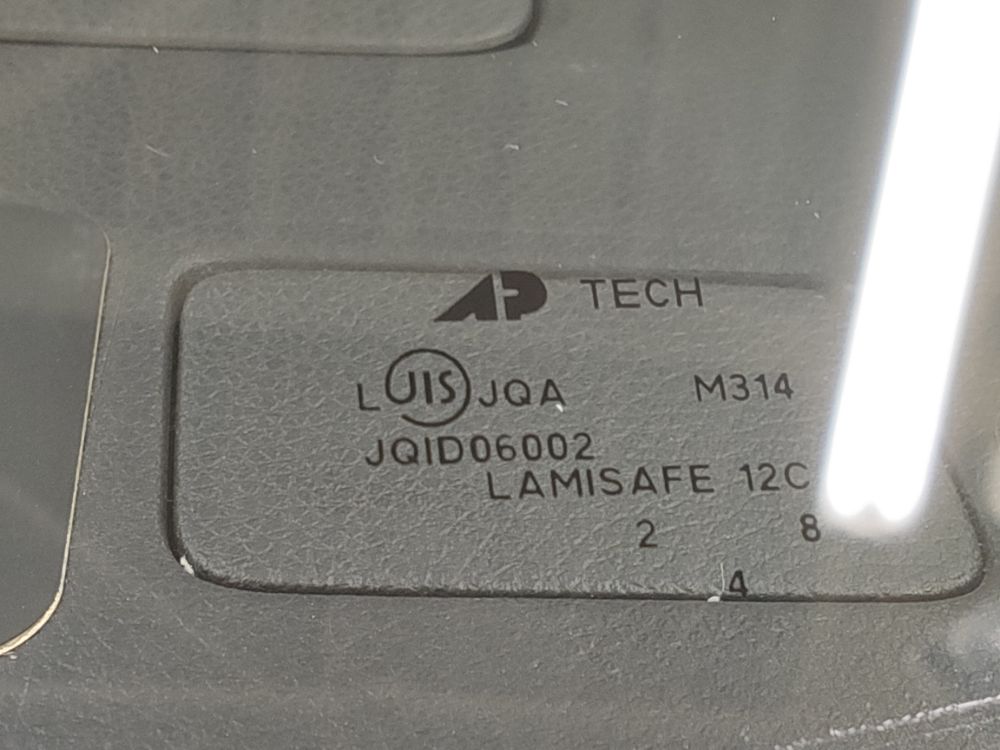 AP TECH
L JIS JQA M314
JQID06002
LAMISAFE 12C
2 8
4